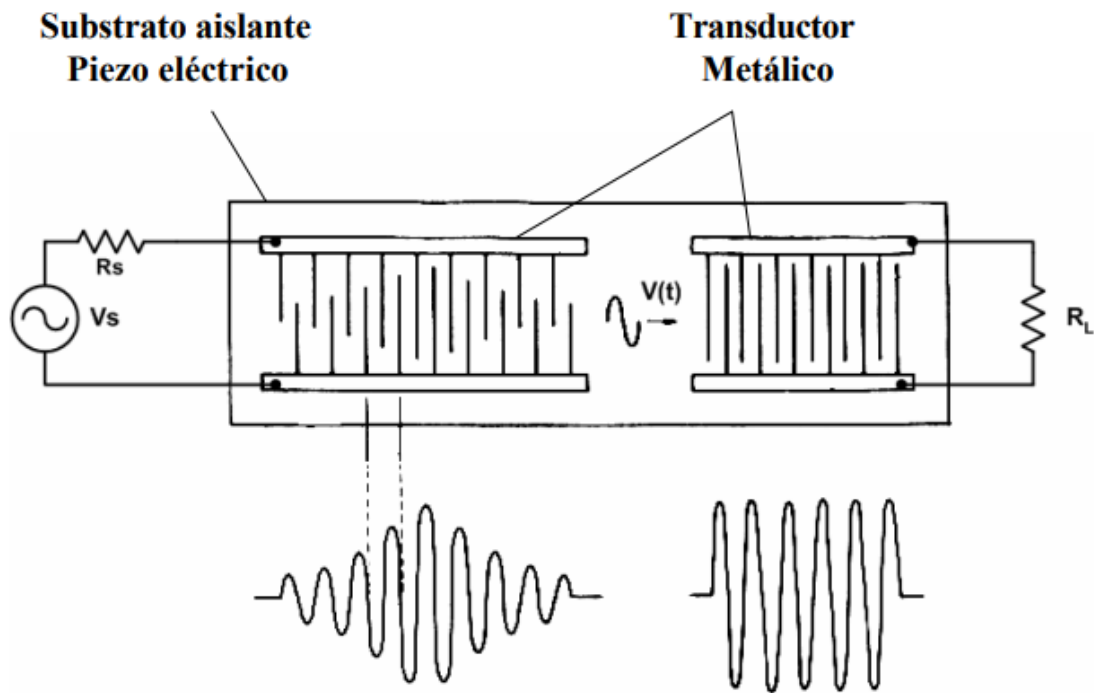 Substrato aislante
Piezo eléctrico
Transductor
Metálico
Rs
Vs
V(t)
RL